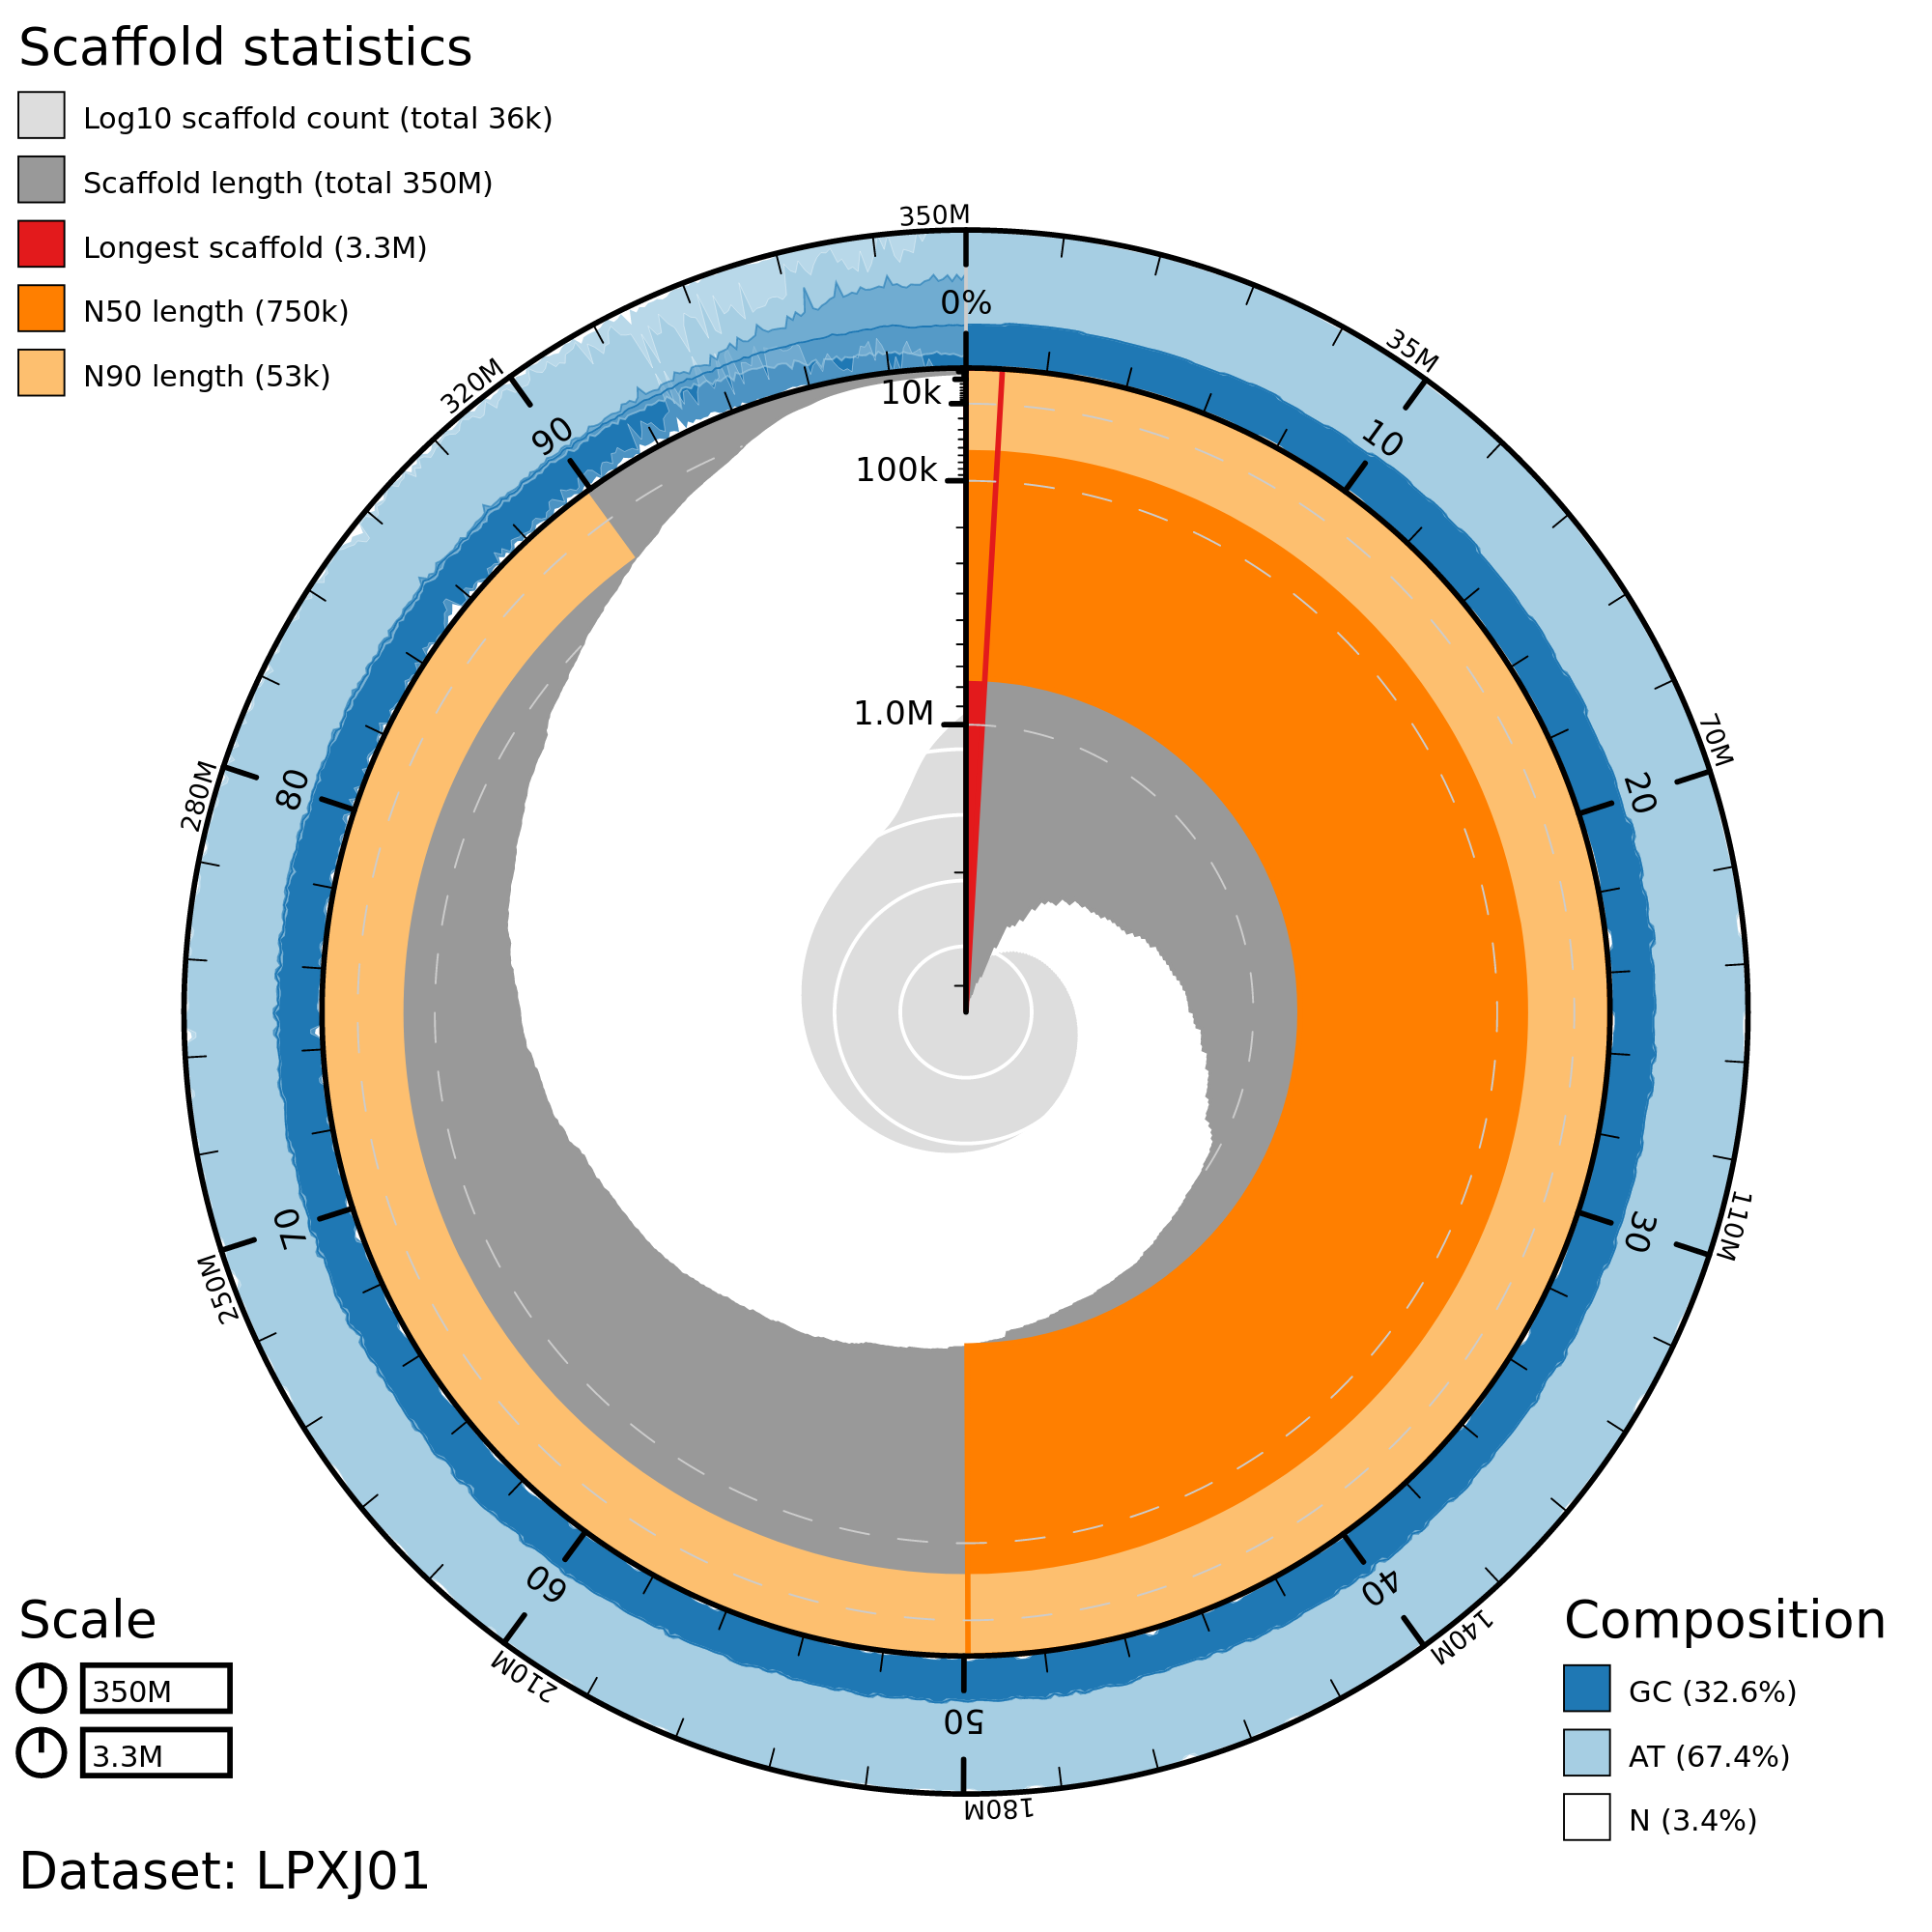 Scaffold statistics
Log10 scaffold count (total 36k)
Scaffold length (total 350M)
Longest scaffold (3.3M)
N50 length (750k)
N90 length (53k)
350M
0%
35M
10
70M
20
110M
30
140M
40
180M
50
210M
60
250M
70
280M
80
320M
90
10k
100k
1.0M
Scale
350M
3.3M
Composition
GC (32.6%)
AT (67.4%)
N (3.4%)
Dataset: LPXJ01